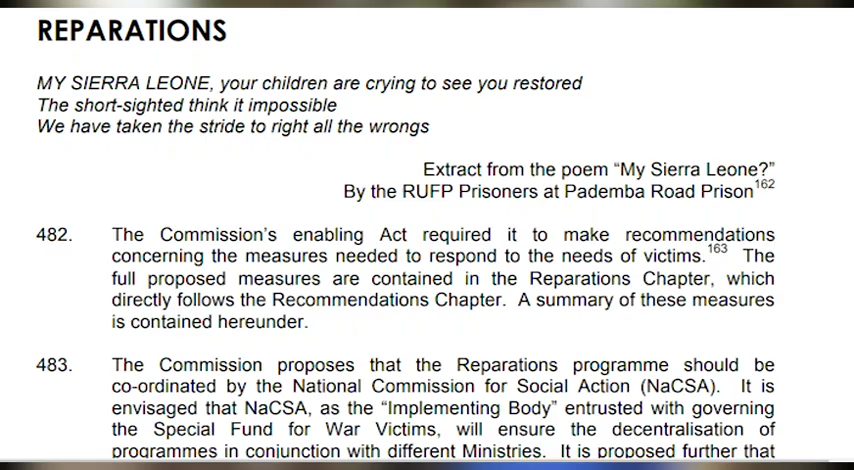 REPARATIONS
MY SIERRA LEONE, your children are crying to see you restored
The short-sighted think it impossible
We have taken the stride to right all the wrongs
Extract from the poem “My Sierra Leone?”
By the RUFP Prisoners at Pademba Road Prison162
482. The Commission’s enabling Act required it to make recommendations
concerning the measures needed to respond to the needs of victims.163 The
full proposed measures are contained in the Reparations Chapter, which
directly follows the Recommendations Chapter. A summary of these measures
is contained hereunder.
483. The Commission proposes that the Reparations programme should be
co-ordinated by the National Commission for Social Action (NaCSA). It is
envisaged that NaCSA, as the “Implementing Body” entrusted with governing
the Special Fund for War Victims, will ensure the decentralisation of
programmes in conjunction with different Ministries. It is proposed further that